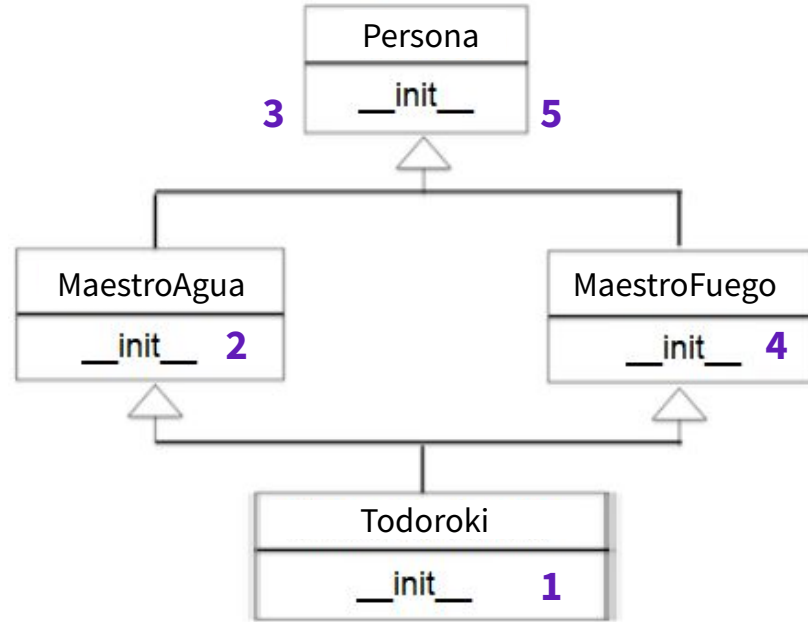 Persona
__init__
3
5
MaestroAgua
MaestroFuego
__init__ 2
__init__ 4
Todoroki
__init__ 1